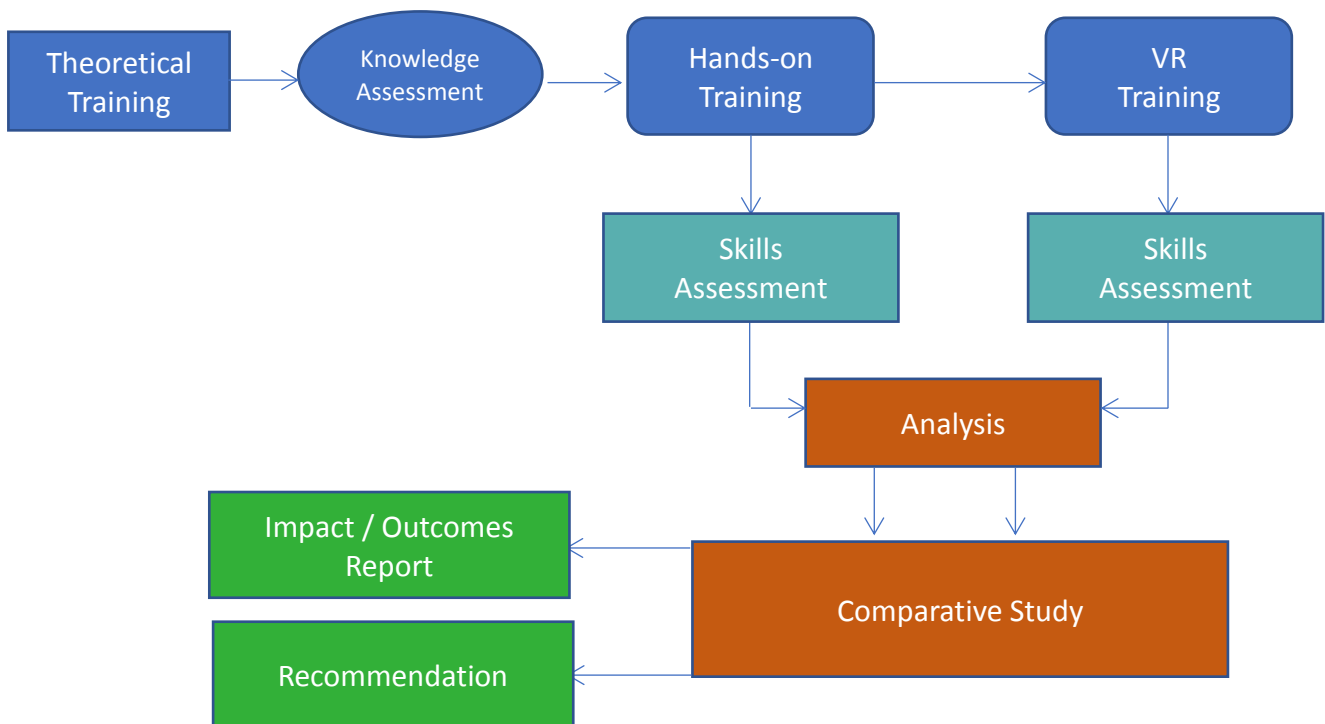 Theoretical
Training
Knowledge
Assessment
Hands-on
Training
VR
Training
Skills
Assessment
Skills
Assessment
Analysis
Impact / Outcomes
Report
Comparative Study
Recommendation